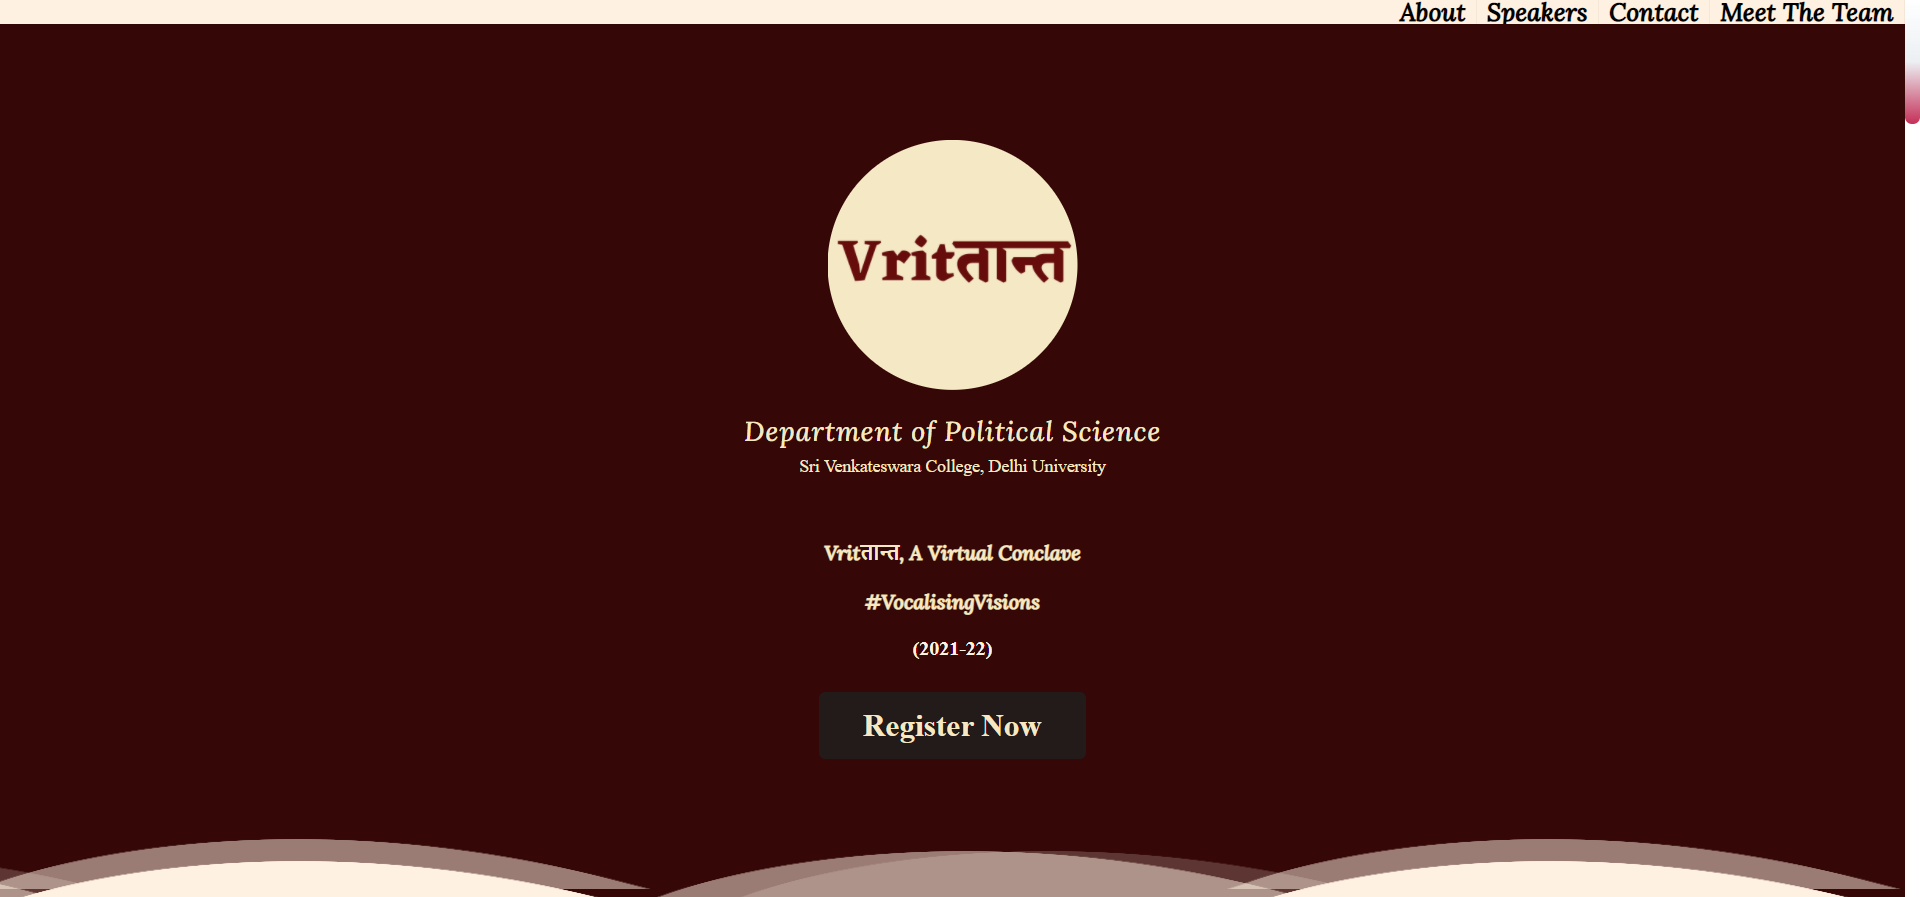 About Speakers Contact Meet The Team
Vritतान्त
Department of Political Science
Sri Venkateswara College, Delhi University
Vritतान्त, A Virtual Conclave
#VocalisingVisions
(2021-22)
Register Now